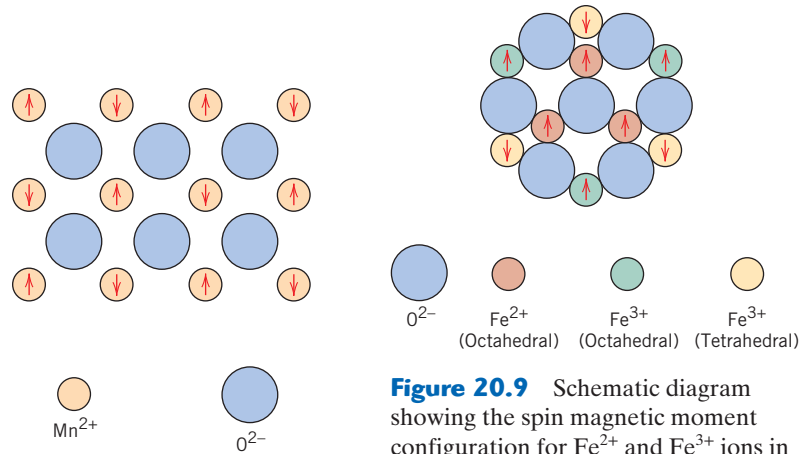 Mn2+
O2–
O2– Fe2+ Fe3+ Fe3+
(Octahedral) (Octahedral) (Tetrahedral)
Figure 20.9 Schematic diagram
showing the spin magnetic moment
configuration for Fe2+ and Fe3+ ions in